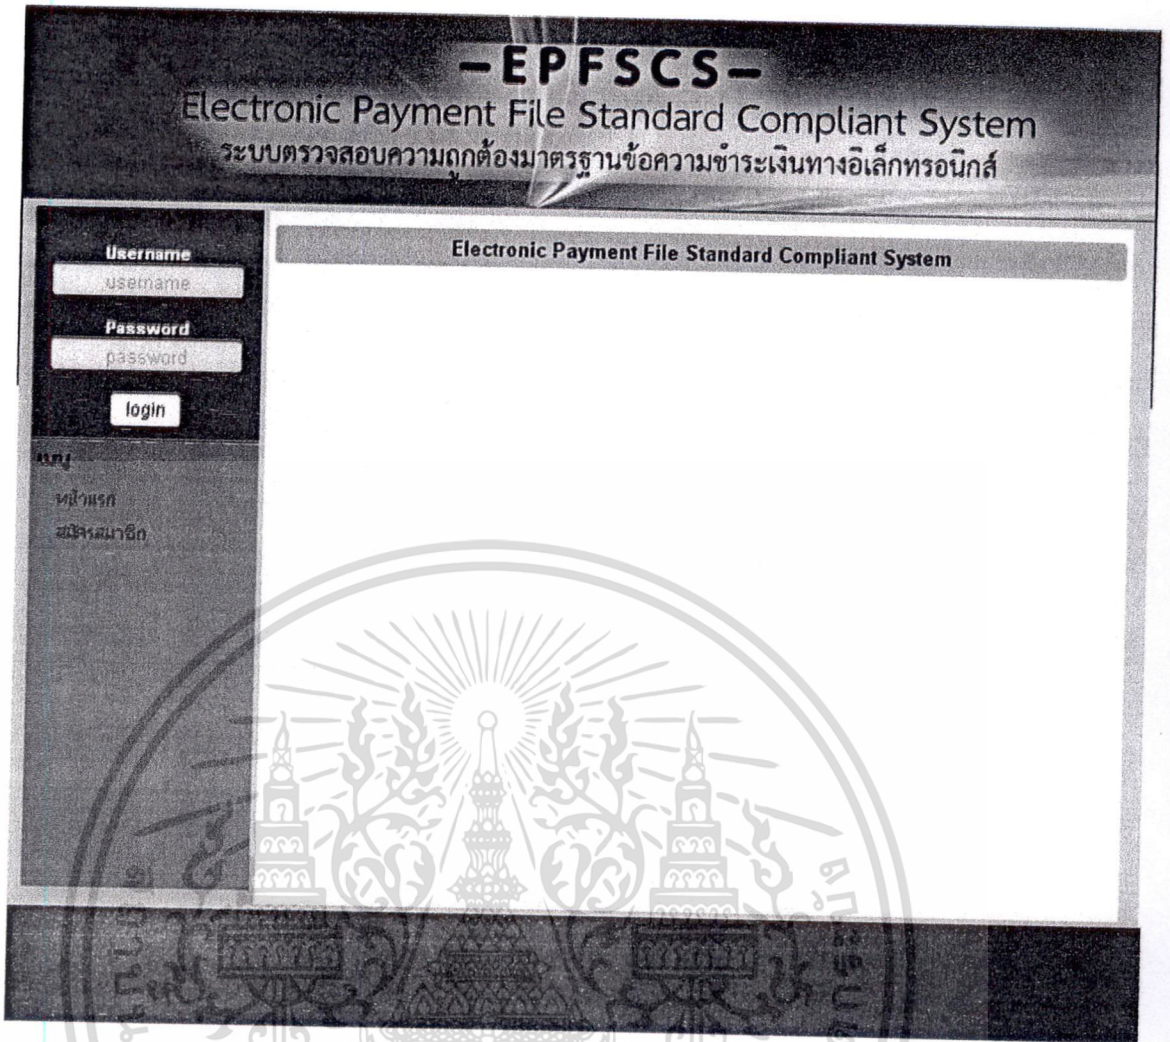 -EPFSCS-
Electronic Payment File Standard Compliant System
ระบบตรวจสอบความถูกต้องมาตรฐานข้อความชำระเงินทางอิเล็กทรอนิกส์
Username
username
Password
password
login
เมนู
หน้าแรก
สมัครสมาชิก
Electronic Payment File Standard Compliant System